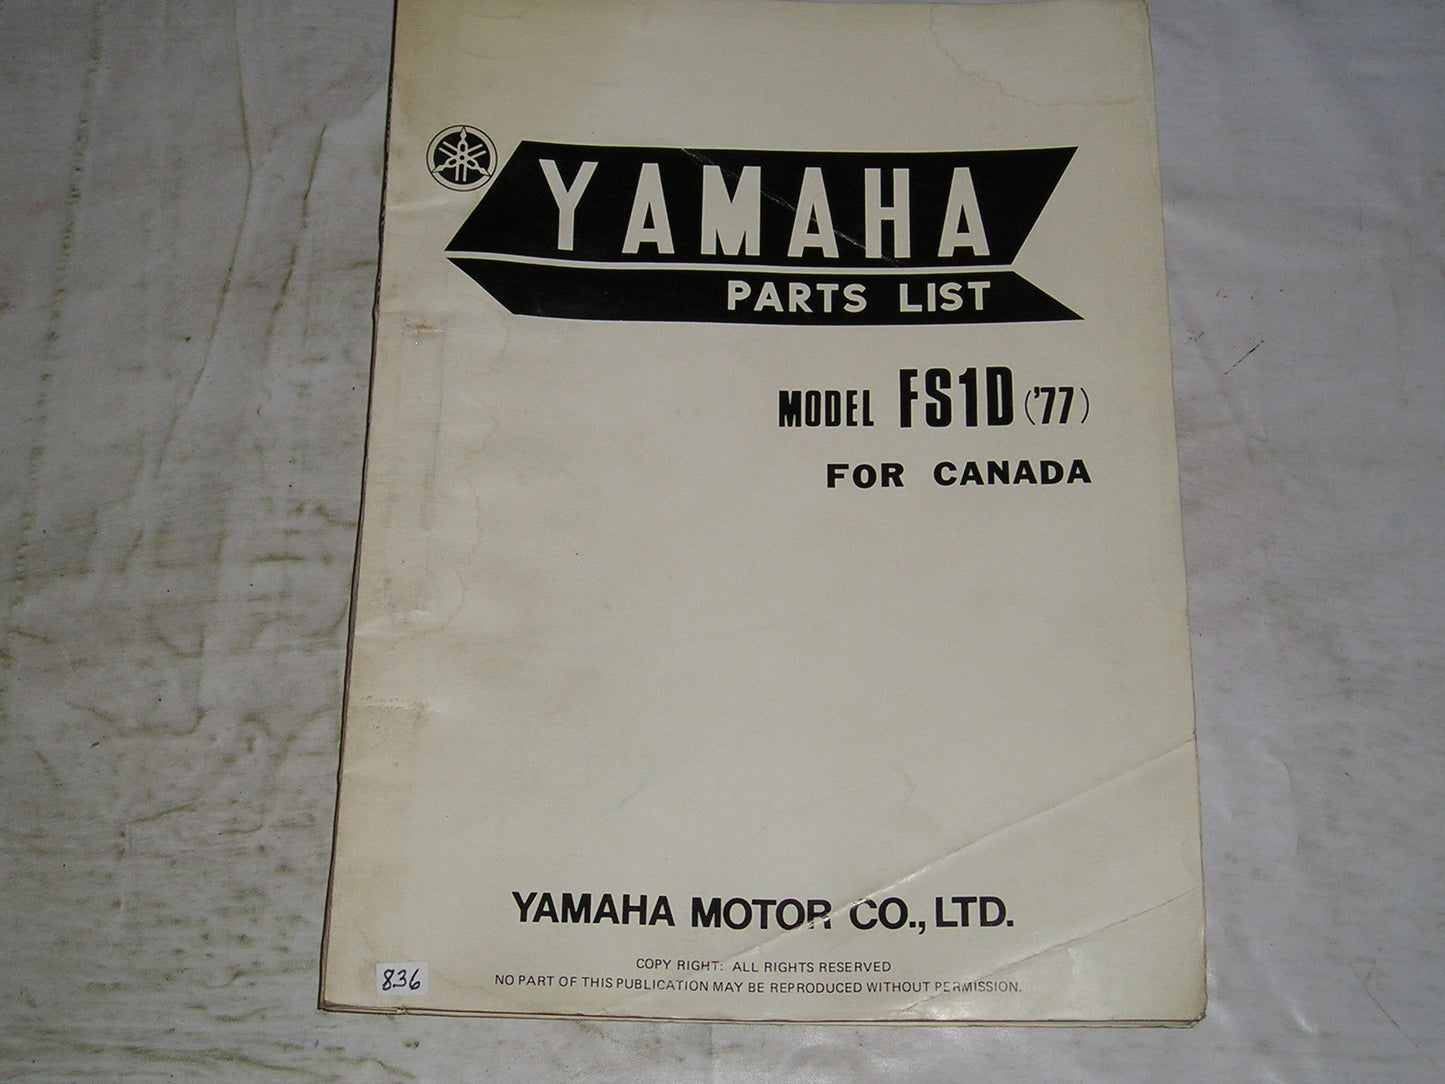 YAMAHA
PARTS LIST
MODEL FS1D ('77)
FOR CANADA
YAMAHA MOTOR CO., LTD.
COPY RIGHT: ALL RIGHTS RESERVED
NO PART OF THIS PUBLICATION MAY BE REPRODUCED WITHOUT PERMISSION.
836